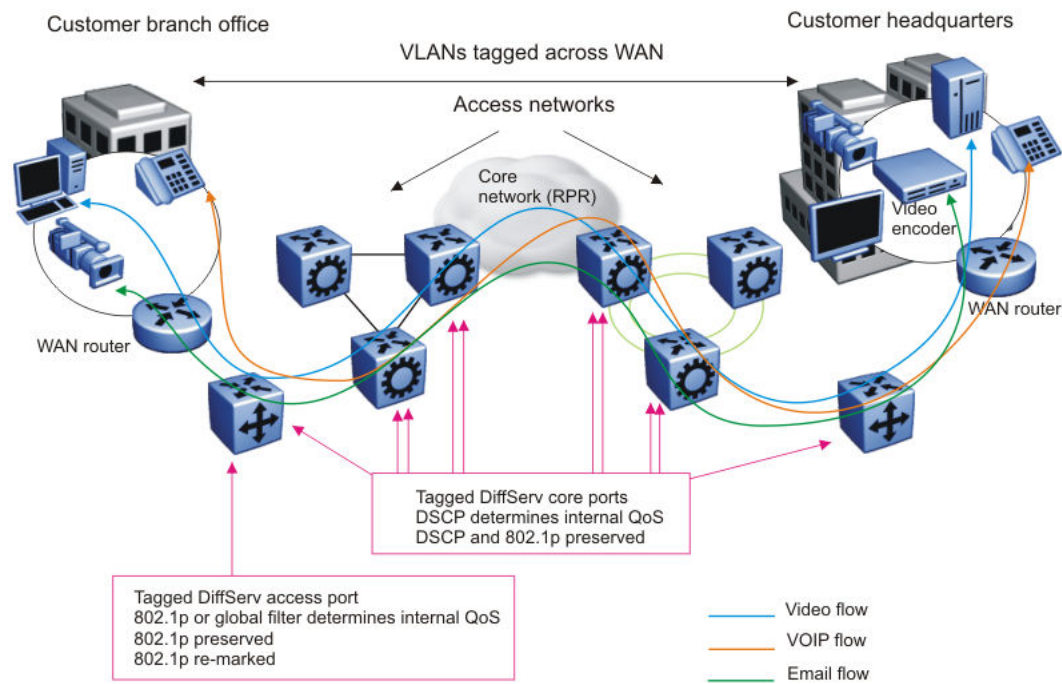 Customer branch office
Customer headquarters
VLANs tagged across WAN
Access networks
Core
network (RPR)
Video
encoder
WAN router
WAN router
Tagged DiffServ core ports
DSCP determines internal QoS
DSCP and 802.1p preserved
Tagged DiffServ access port
802.1p or global filter determines internal QoS
802.1p preserved
802.1p re-marked
Video flow
VOIP flow
Email flow